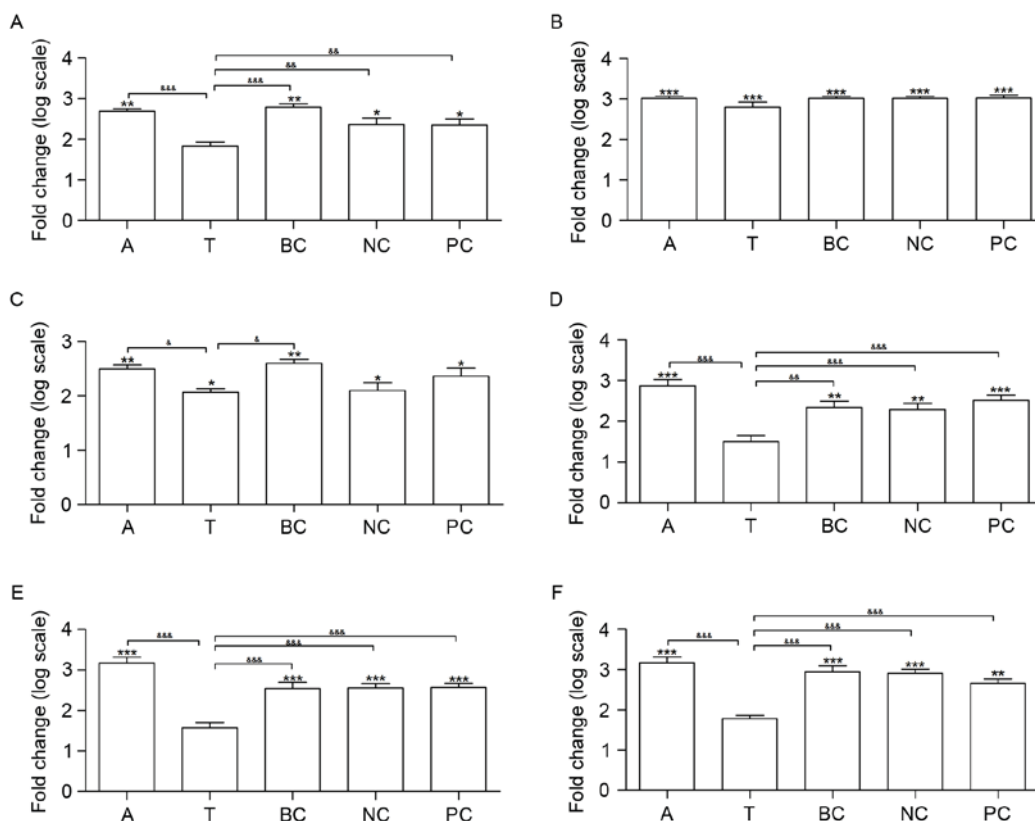 A
Fold change (log scale)
4
3
2
1
0
** &&& &&& ** && * && *
A T BC NC PC
B
Fold change (log scale)
4
3
2
1
0
*** *** *** *** ***
A T BC NC PC
C
Fold change (log scale)
3
2
1
0
** & * & ** * *
A T BC NC PC
D
Fold change (log scale)
4
3
2
1
0
*** &&& && ** &&& ** &&& ***
A T BC NC PC
E
Fold change (log scale)
4
3
2
1
0
*** &&& &&& *** &&& *** &&& ***
A T BC NC PC
F
Fold change (log scale)
4
3
2
1
0
*** &&& &&& *** &&& *** &&& **
A T BC NC PC